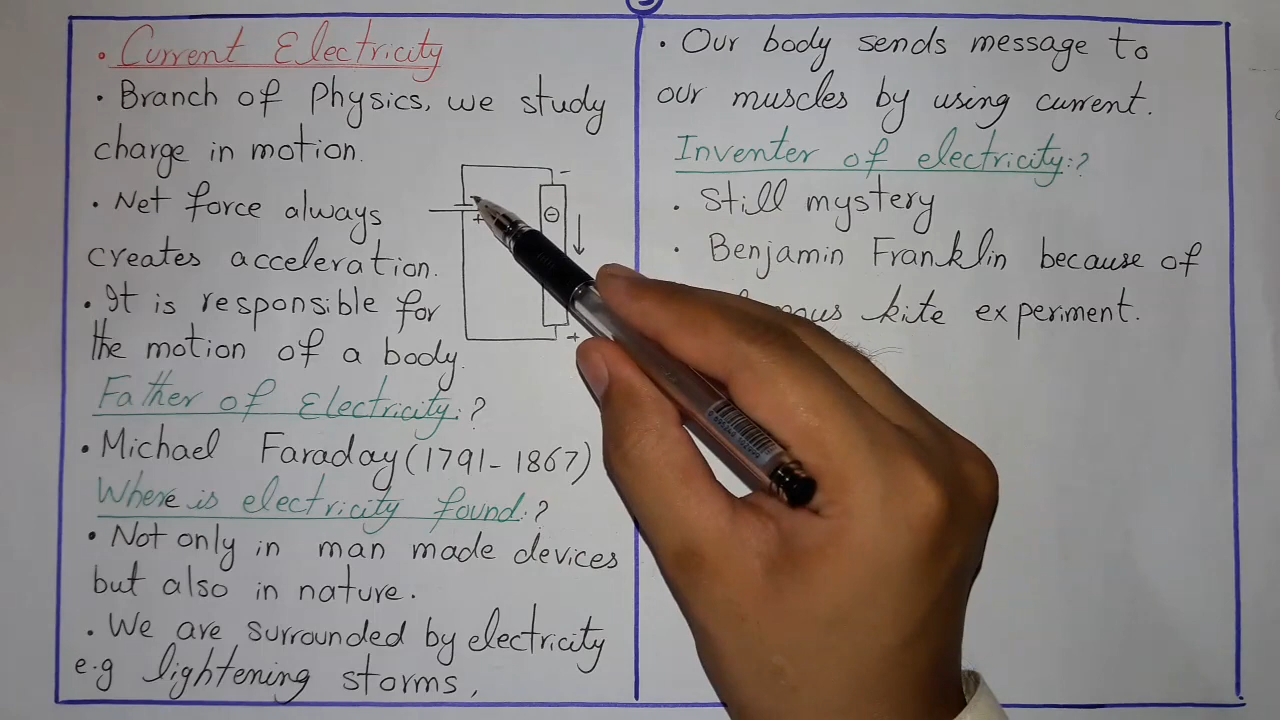 • Current Electricity
• Branch of Physics, we study
charge in motion.
• Net force always
creates acceleration.
• It is responsible for
the motion of a body.
Father of Electricity:?
• Michael Faraday (1791-1867)
Where is electricity found:?
• Not only in man made devices
but also in nature.
• We are surrounded by electricity
e.g lightening storms,
-
+
-
+
• Our body sends message to
our muscles by using current.
Inventer of electricity:?
• Still mystery
• Benjamin Franklin because of
kite experiment.